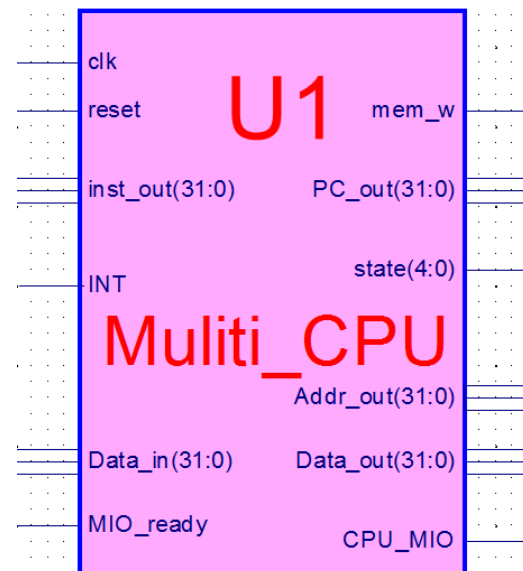 clk
reset
U1
mem_w
inst_out(31:0)
PC_out(31:0)
state(4:0)
INT
Muliti_CPU
Addr_out(31:0)
Data_in(31:0)
Data_out(31:0)
MIO_ready
CPU_MIO